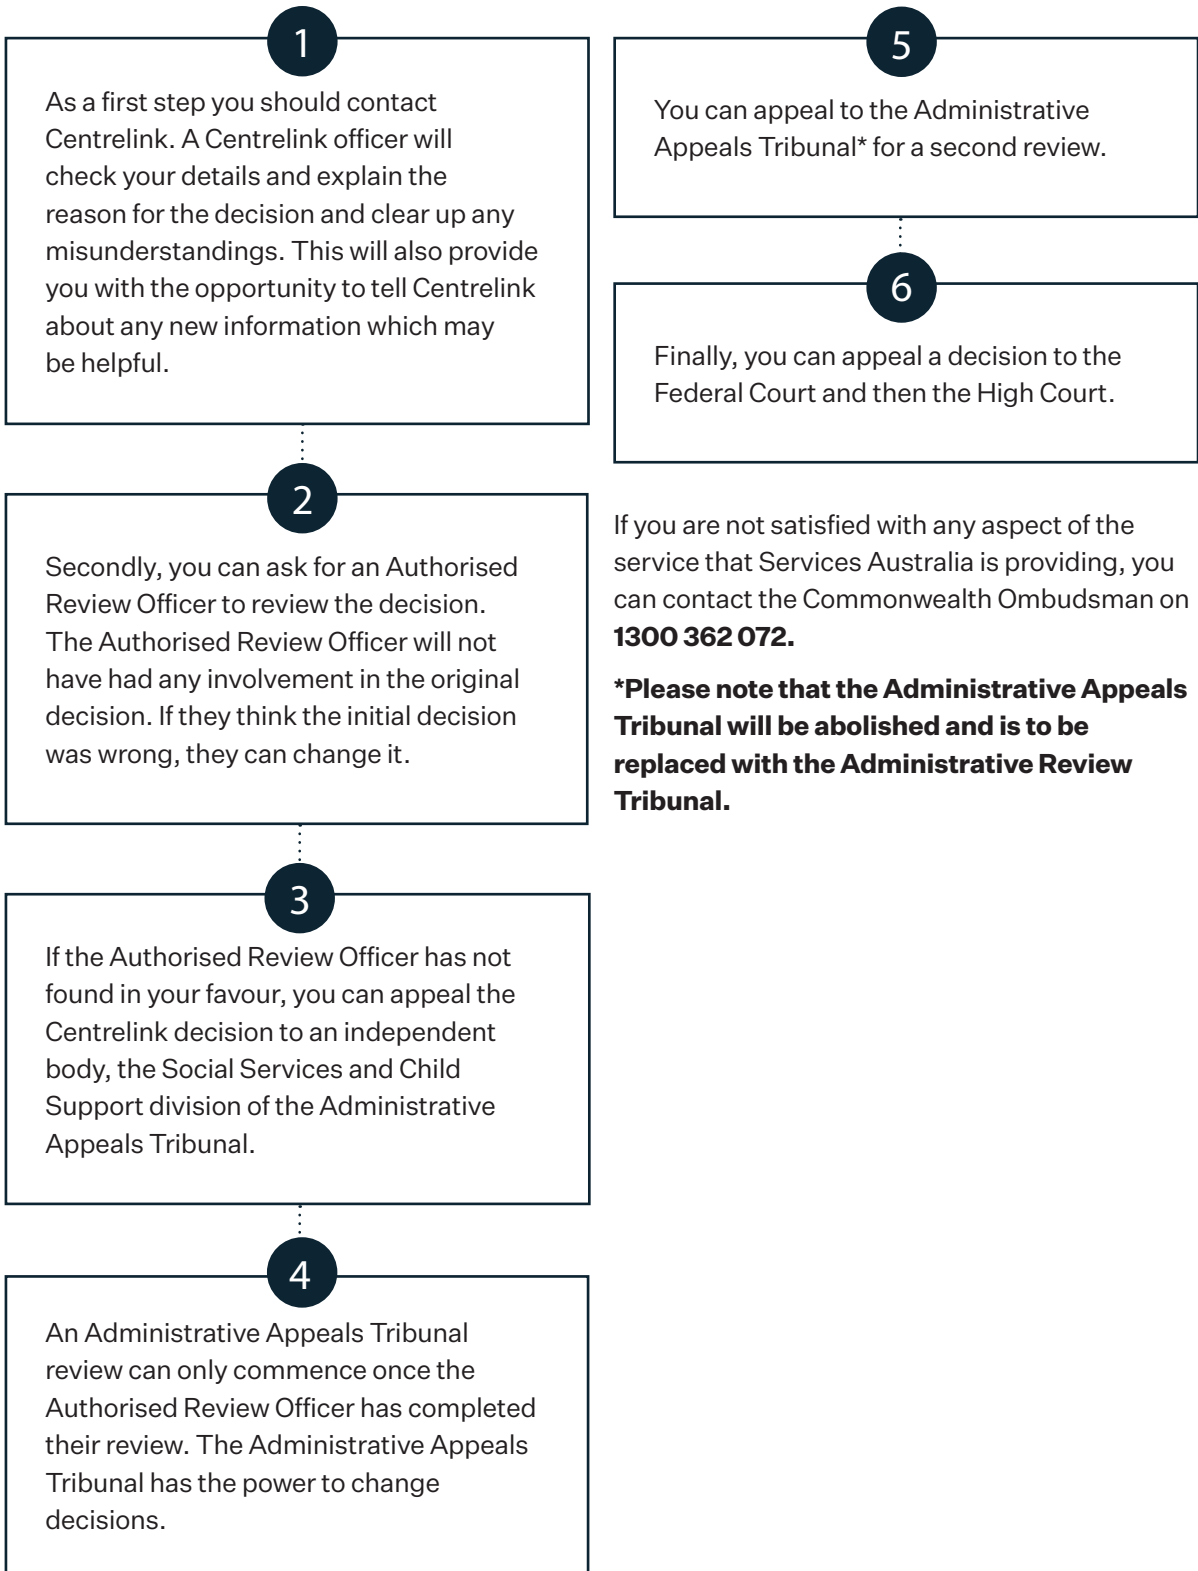 1
As a first step you should contact
Centrelink. A Centrelink officer will
check your details and explain the
reason for the decision and clear up any
misunderstandings. This will also provide
you with the opportunity to tell Centrelink
about any new information which may
be helpful.
2
Secondly, you can ask for an Authorised
Review Officer to review the decision.
The Authorised Review Officer will not
have had any involvement in the original
decision. If they think the initial decision
was wrong, they can change it.
3
If the Authorised Review Officer has not
found in your favour, you can appeal the
Centrelink decision to an independent
body, the Social Services and Child
Support division of the Administrative
Appeals Tribunal.
4
An Administrative Appeals Tribunal
review can only commence once the
Authorised Review Officer has completed
their review. The Administrative Appeals
Tribunal has the power to change
decisions.
5
You can appeal to the Administrative
Appeals Tribunal* for a second review.
6
Finally, you can appeal a decision to the
Federal Court and then the High Court.
If you are not satisfied with any aspect of the
service that Services Australia is providing, you
can contact the Commonwealth Ombudsman on
1300 362 072.
*Please note that the Administrative Appeals
Tribunal will be abolished and is to be
replaced with the Administrative Review
Tribunal.